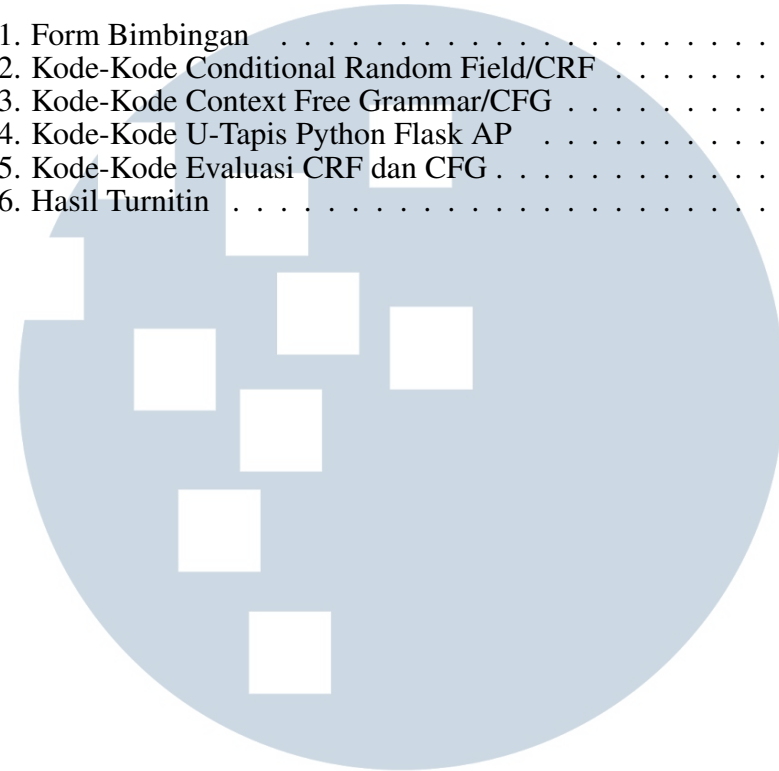 1. Form Bimbingan . . . . . . . . . . . . . . . . . . . . .
2. Kode-Kode Conditional Random Field/CRF . . . . . . .
3. Kode-Kode Context Free Grammar/CFG . . . . . . . . .
4. Kode-Kode U-Tapis Python Flask AP . . . . . . . . . .
5. Kode-Kode Evaluasi CRF dan CFG . . . . . . . . . . . .
6. Hasil Turnitin . . . . . . . . . . . . . . . . . . . . . . .